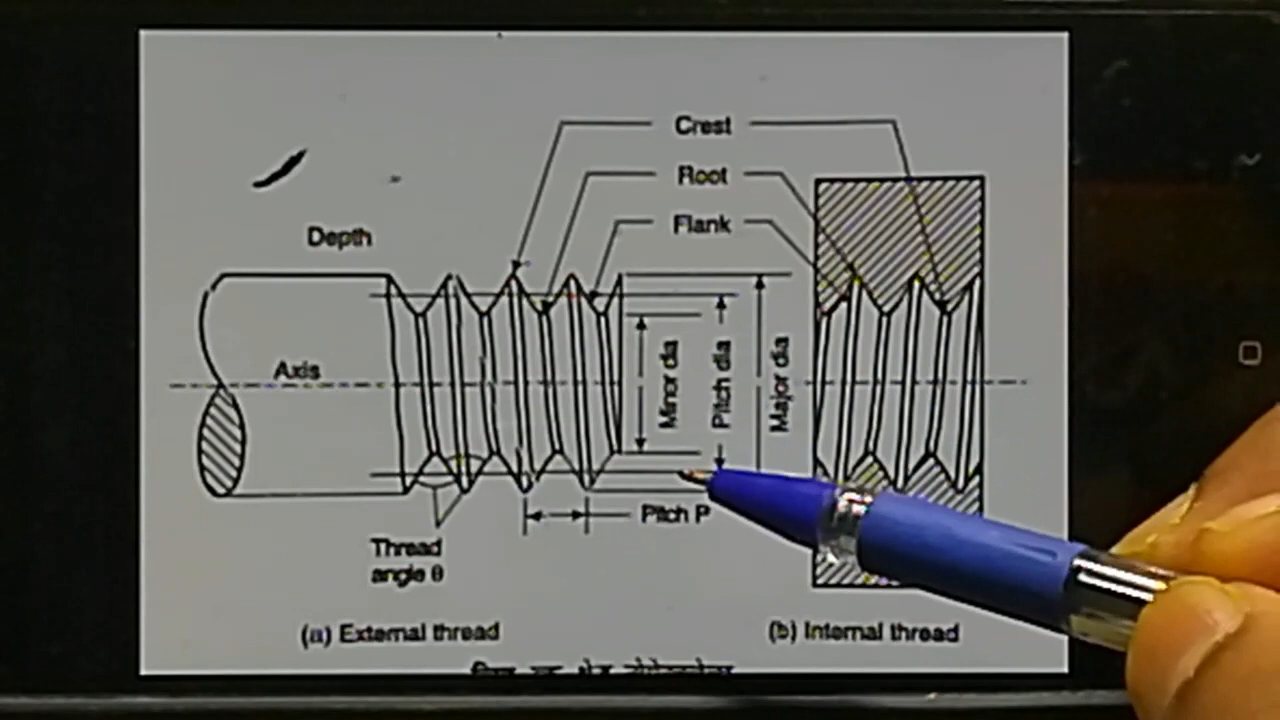 Crest
Root
Flank
Depth
Axis
Minor dia
Pitch dia
Major dia
Pitch P
Thread
angle θ
(a) External thread
(b) Internal thread